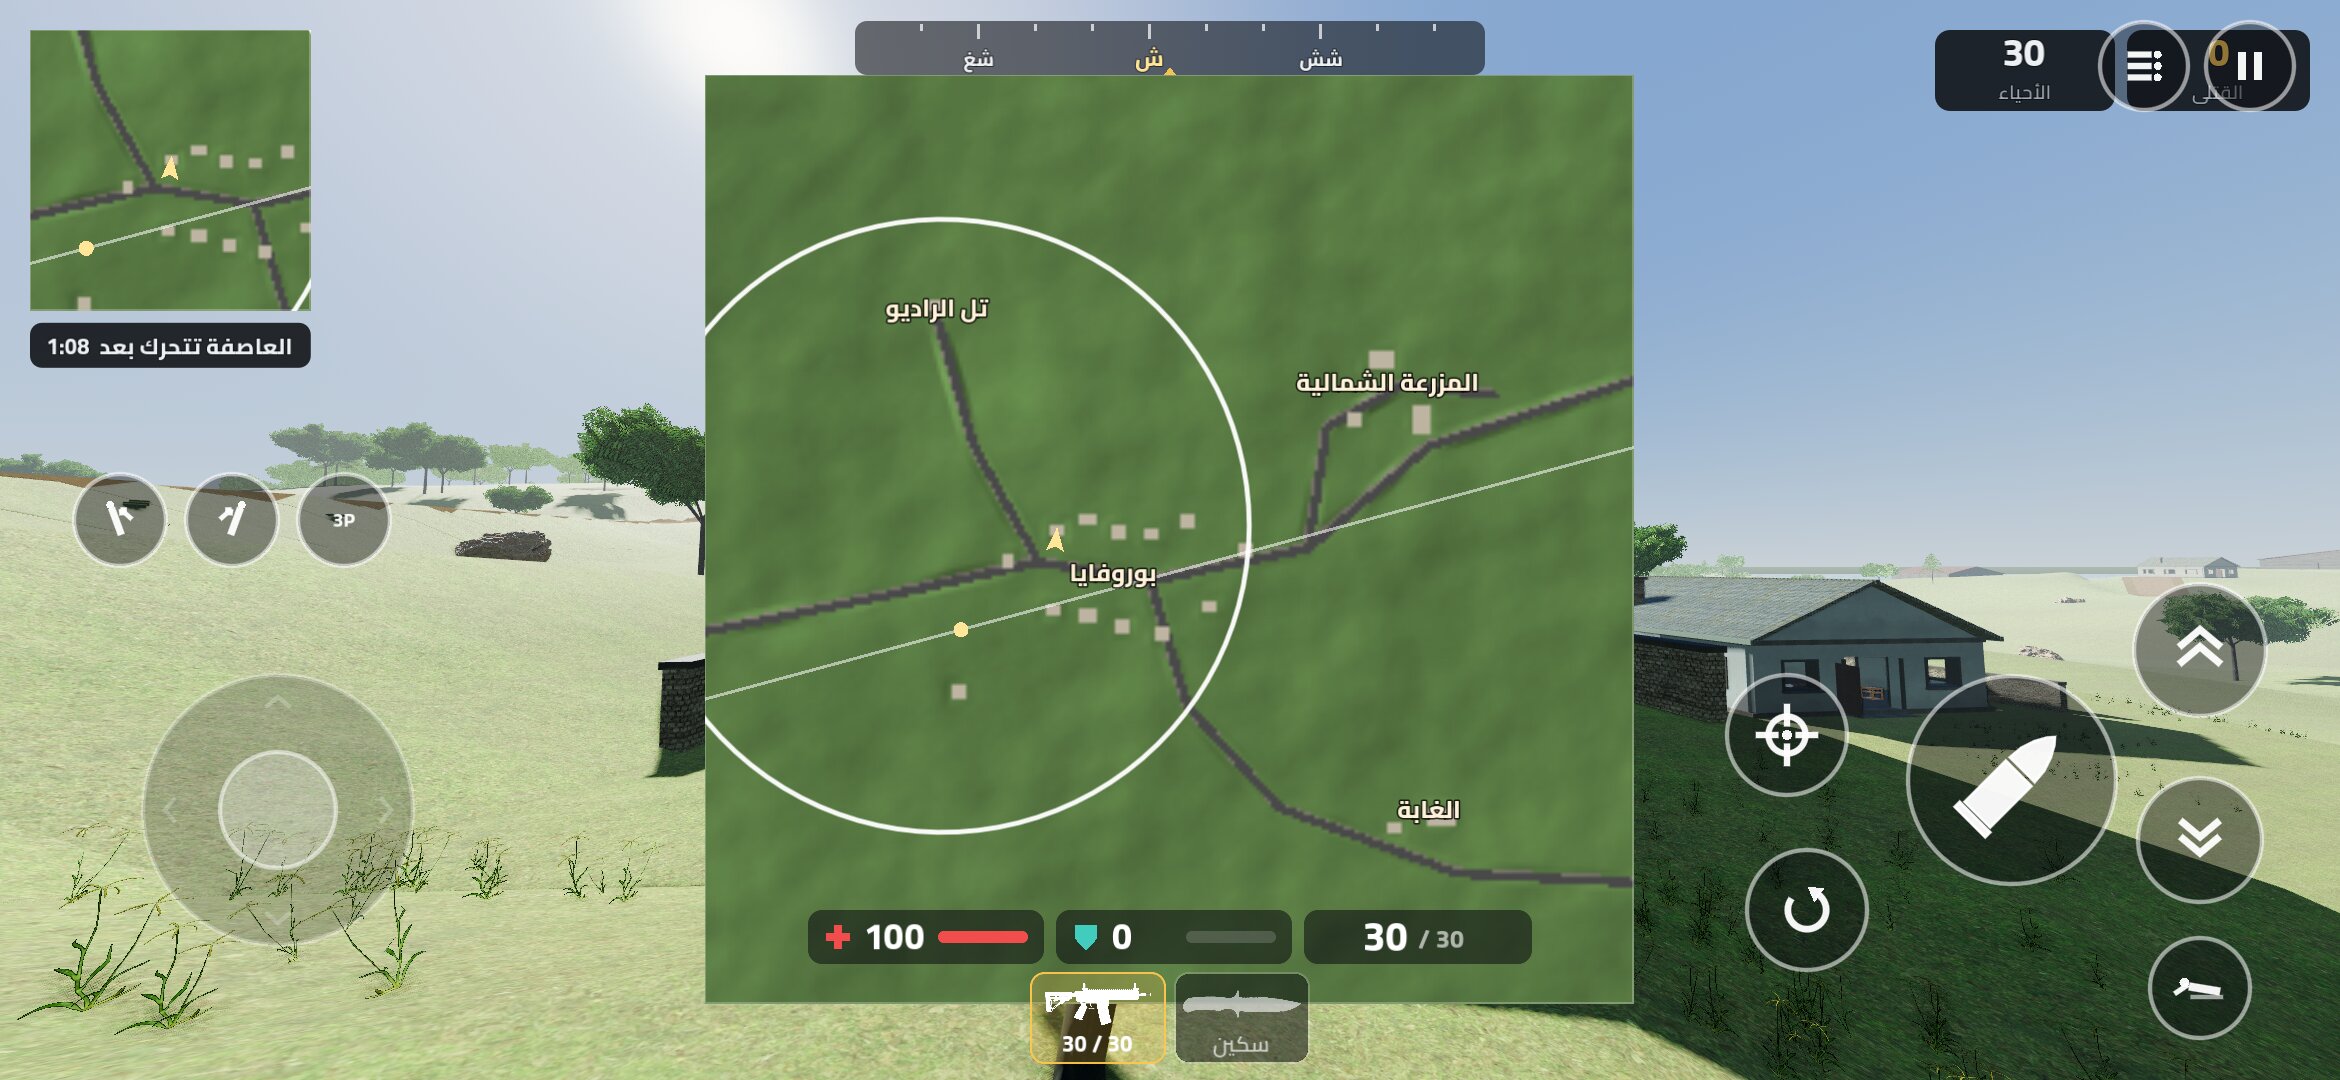 شغ
ش
شش
30
الأحياء
0
القتلى
العاصفة تتحرك بعد 1:08
تل الراديو
المزرعة الشمالية
بوروفايا
الغابة
3P
100
0
30 / 30
30 / 30
سكين